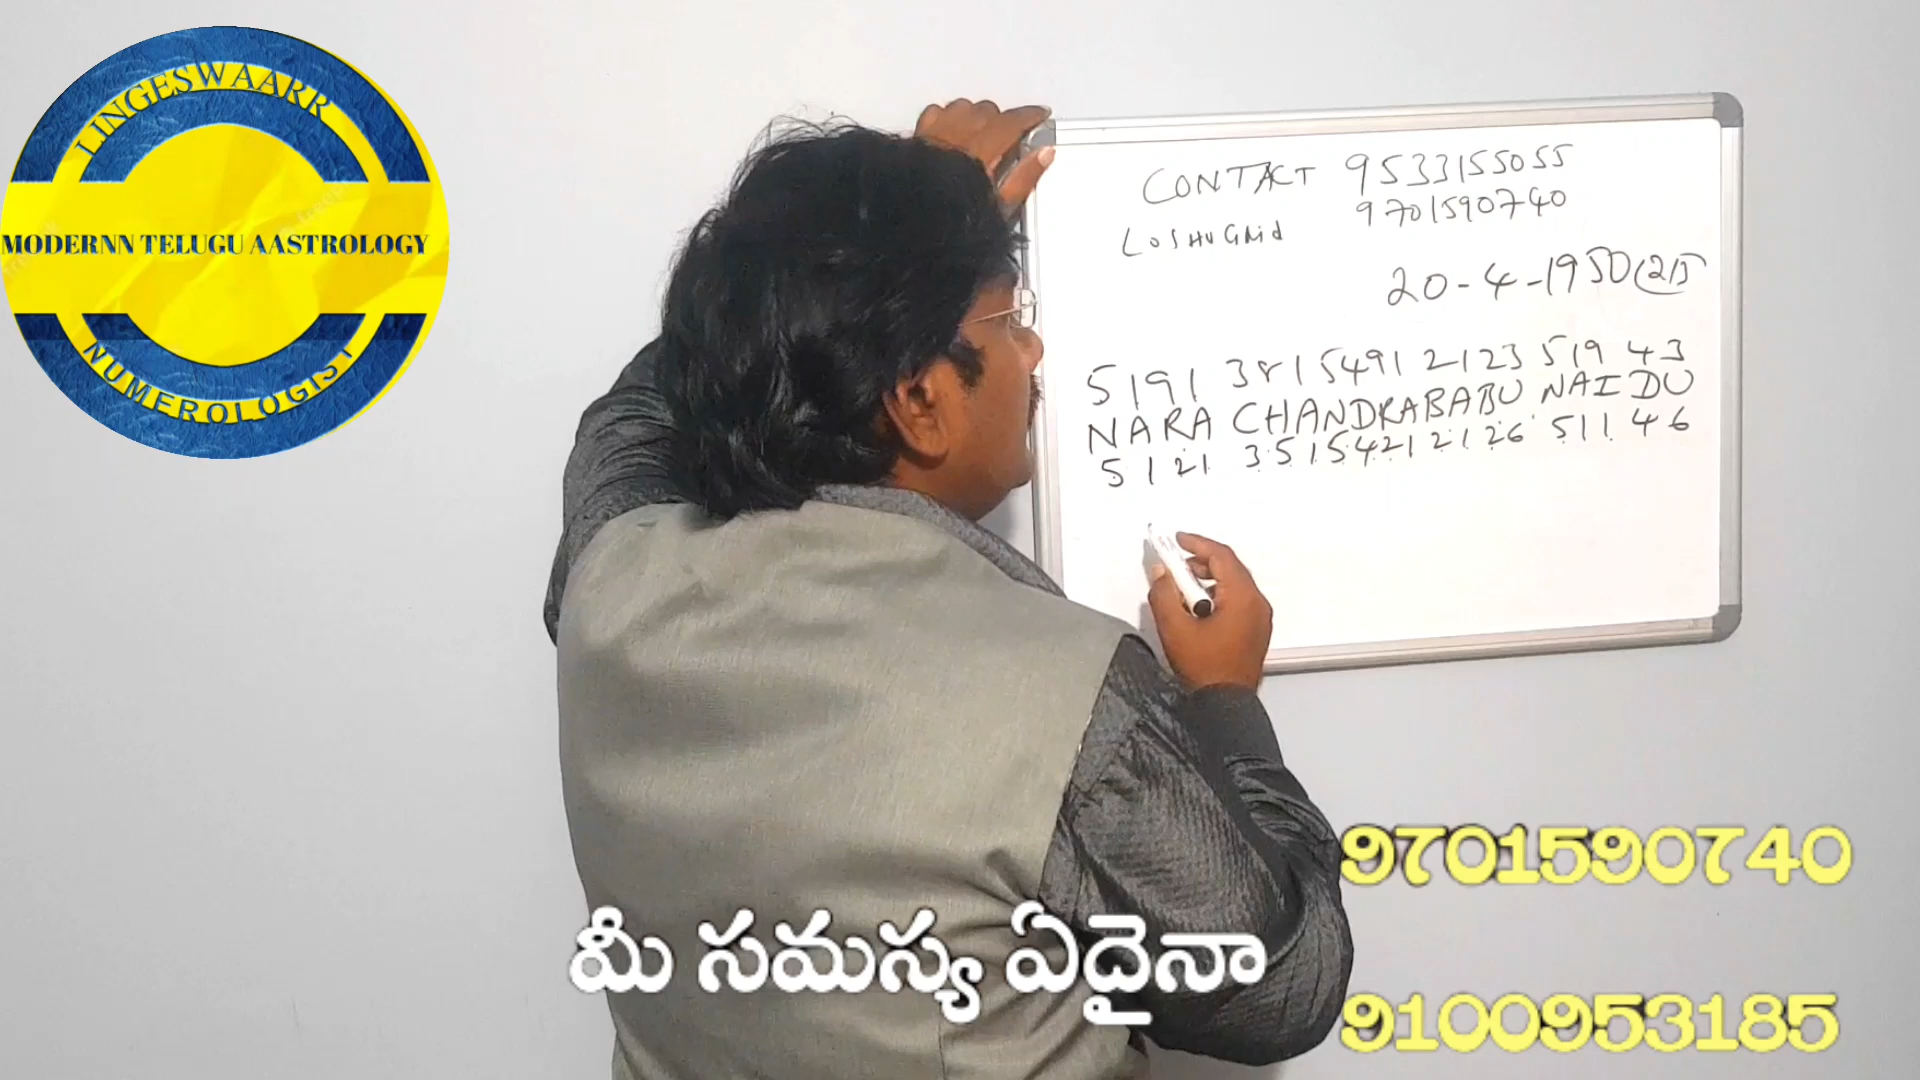 LINGESWAARR
MODERNN TELUGU AASTROLOGY
NUMEROLOGIST
CONTACT 9533155055
9701590740
LOSHU GRid
20-4-1950
5191 3815491 2123 519 43
NARA CHANDRABABU NAIDU
5121 3515421 2126 511 46
9701590740
మీ సమస్య ఏదైనా
9100953185